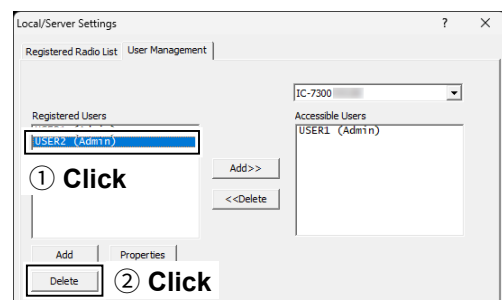 Local/Server Settings ? ×
Registered Radio List User Management
IC-7300
Registered Users Accessible Users
USER2 (Admin) USER1 (Admin)
① Click
Add>>
<<Delete
Add Properties
Delete ② Click